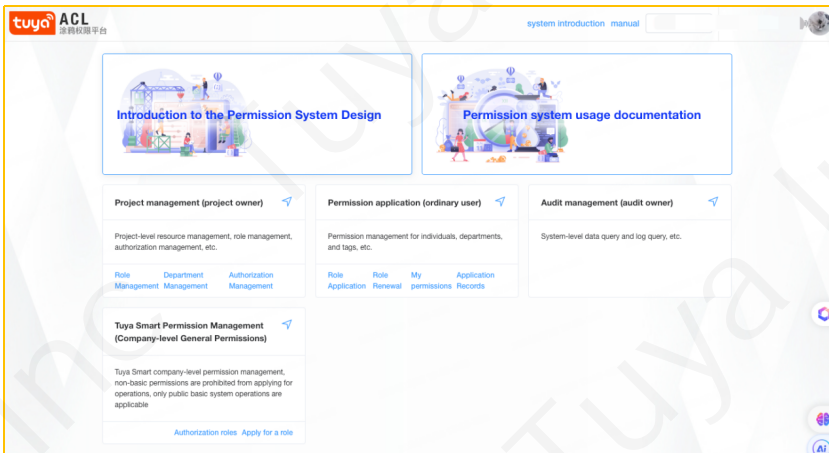 tuya ACL
涂鸦权限平台
system introduction manual
Introduction to the Permission System Design
Permission system usage documentation
Project management (project owner)
Project-level resource management, role management,
authorization management, etc.
Role Management
Department Management
Authorization Management
Permission application (ordinary user)
Permission management for individuals, departments,
and tags, etc.
Role Application
Role Renewal
My permissions
Application Records
Audit management (audit owner)
System-level data query and log query, etc.
Tuya Smart Permission Management
(Company-level General Permissions)
Tuya Smart company-level permission management,
non-basic permissions are prohibited from applying for
operations, only public basic system operations are
applicable
Authorization roles Apply for a role
Ai
Inc
Tuya
Tuya